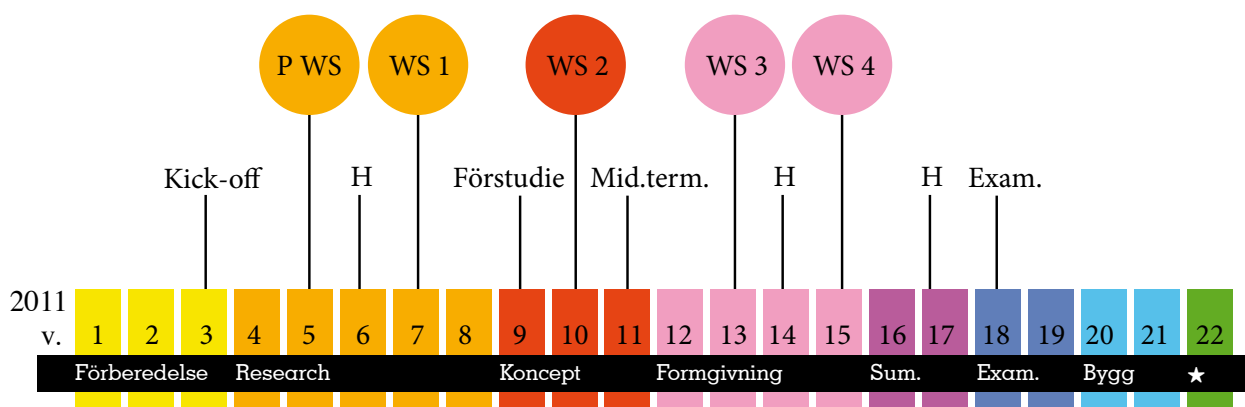 P WS WS 1 WS 2 WS 3 WS 4
Kick-off H Förstudie Mid.term. H H Exam.
2011
v. 1 2 3 4 5 6 7 8 9 10 11 12 13 14 15 16 17 18 19 20 21 22
Förberedelse Research Koncept Formgivning Sum. Exam. Bygg ★